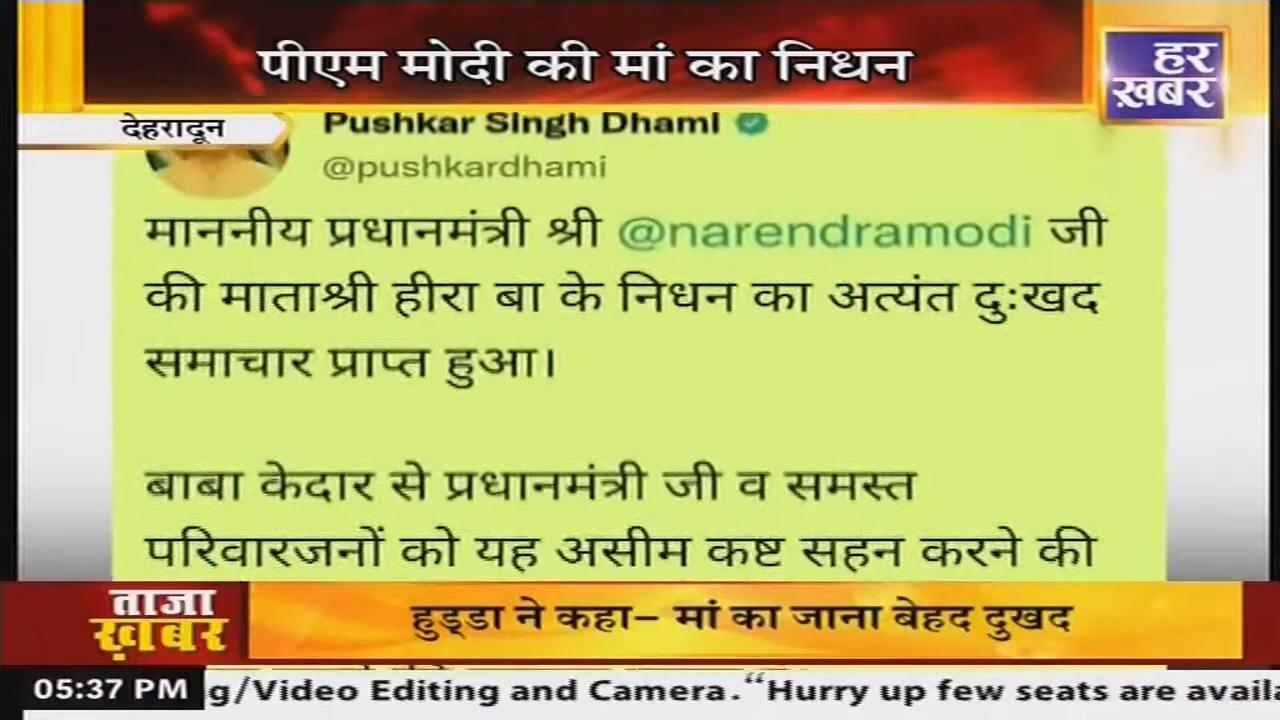 पीएम मोदी की मां का निधन
हर
ख़बर
देहरादून
Pushkar Singh Dhami
@pushkardhami
माननीय प्रधानमंत्री श्री @narendramodi जी
की माताश्री हीरा बा के निधन का अत्यंत दुःखद
समाचार प्राप्त हुआ।
बाबा केदार से प्रधानमंत्री जी व समस्त
परिवारजनों को यह असीम कष्ट सहन करने की
ताजा
ख़बर
हुड्डा ने कहा– मां का जाना बेहद दुखद
05:37 PM
g/Video Editing and Camera. “Hurry up few seats are availa